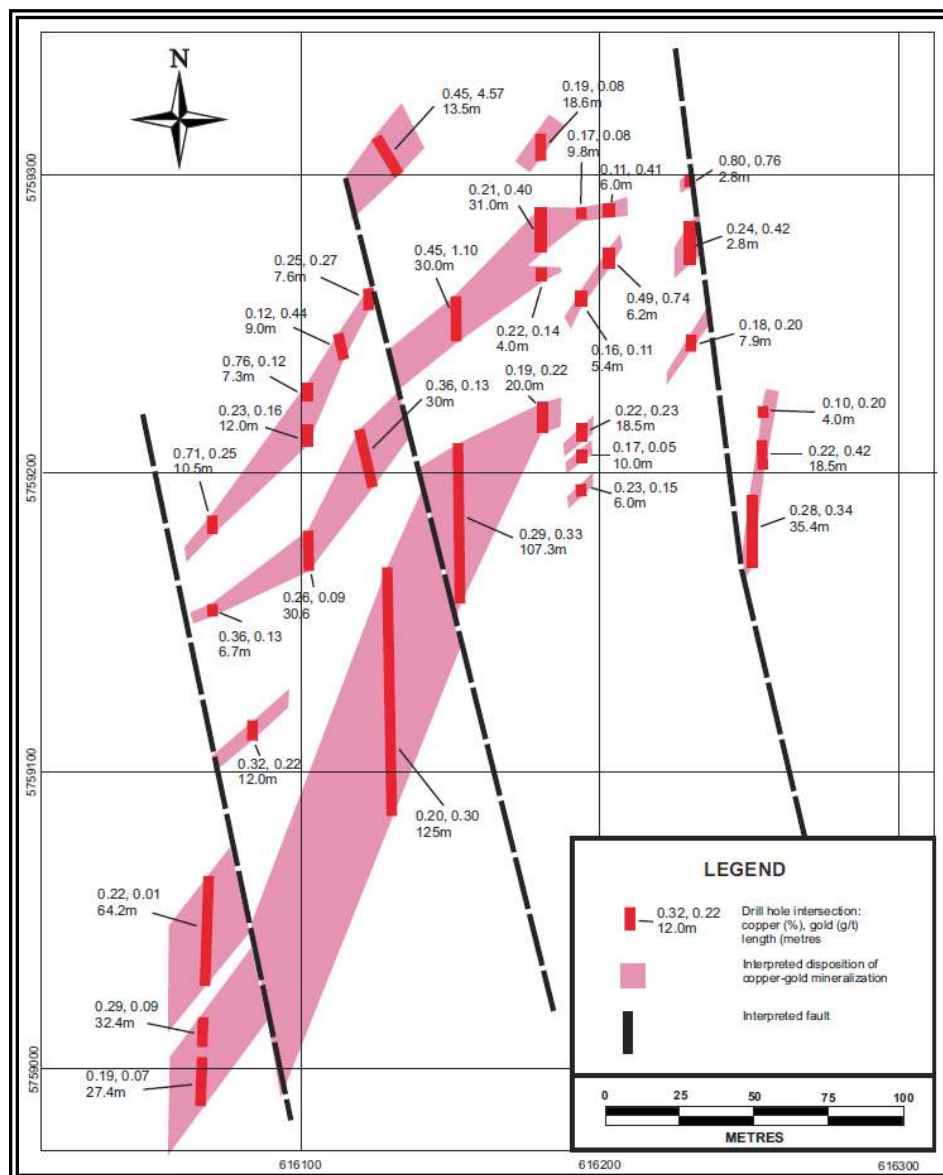 N
0.45, 4.57
13.5m
0.19, 0.08
18.6m
0.17, 0.08
9.8m
0.11, 0.41
6.0m
0.80, 0.76
2.8m
5759300
0.21, 0.40
31.0m
0.24, 0.42
2.8m
0.45, 1.10
30.0m
0.25, 0.27
7.6m
0.49, 0.74
6.2m
0.12, 0.44
9.0m
0.22, 0.14
4.0m
0.16, 0.11
5.4m
0.18, 0.20
7.9m
0.76, 0.12
7.3m
0.36, 0.13
30m
0.19, 0.22
20.0m
0.23, 0.16
12.0m
0.22, 0.23
18.5m
0.10, 0.20
4.0m
0.71, 0.25
10.5m
0.17, 0.05
10.0m
0.22, 0.42
18.5m
5759200
0.23, 0.15
6.0m
0.28, 0.34
35.4m
0.29, 0.33
107.3m
0.26, 0.09
30.6
0.36, 0.13
6.7m
0.32, 0.22
12.0m
5759100
0.20, 0.30
125m
0.22, 0.01
64.2m
0.29, 0.09
32.4m
0.19, 0.07
27.4m
5759000
LEGEND
0.32, 0.22
12.0m
Drill hole intersection:
copper (%), gold (g/t)
length (metres
Interpreted disposition of
copper-gold mineralization
Interpreted fault
0 25 50 75 100
METRES
616100 616200 616300